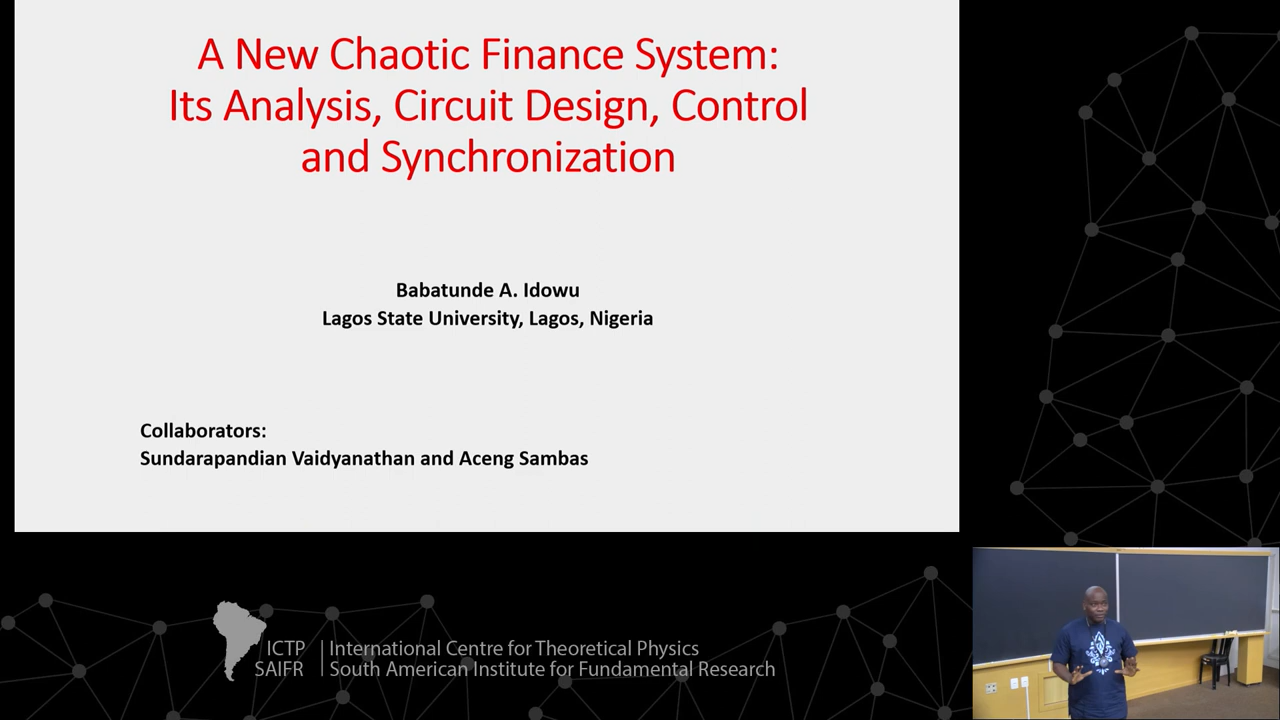 A New Chaotic Finance System:
Its Analysis, Circuit Design, Control
and Synchronization
Babatunde A. Idowu
Lagos State University, Lagos, Nigeria
Collaborators:
Sundarapandian Vaidyanathan and Aceng Sambas
ICTP
SAIFR
International Centre for Theoretical Physics
South American Institute for Fundamental Research